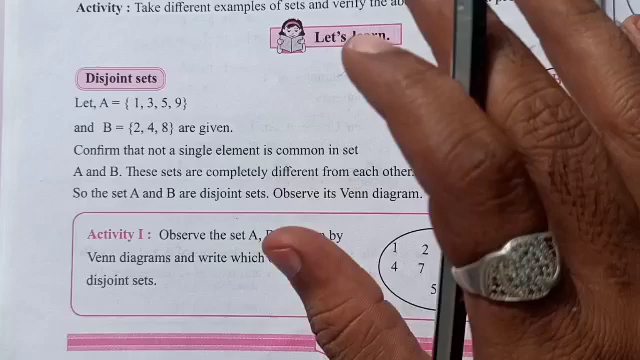 Activity : Take different examples of sets and verify the
Let's learn.
Disjoint sets
Let, A = { 1, 3, 5, 9}
and B = {2, 4, 8} are given.
Confirm that not a single element is common in set
A and B. These sets are completely different from each other.
So the set A and B are disjoint sets. Observe its Venn diagram.
Activity I : Observe the set A, by
Venn diagrams and write which
disjoint sets.
1 2
4 7
5